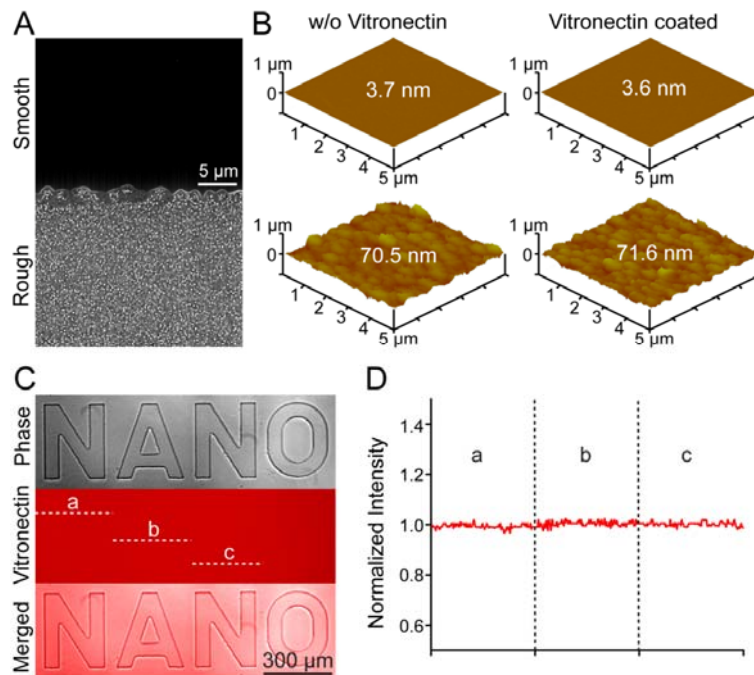 A
Smooth
Rough
5 µm
B
w/o Vitronectin
Vitronectin coated
1 µm
0
3.7 nm
1
2
3
4
5 µm
1 µm
0
3.6 nm
1
2
3
4
5 µm
1 µm
0
70.5 nm
1
2
3
4
5 µm
1 µm
0
71.6 nm
1
2
3
4
5 µm
C
Phase
NANO
Vitronectin
a
b
c
Merged
NANO
300 µm
D
Normalized Intensity
1.4
1.2
1.0
0.8
0.6
a
b
c